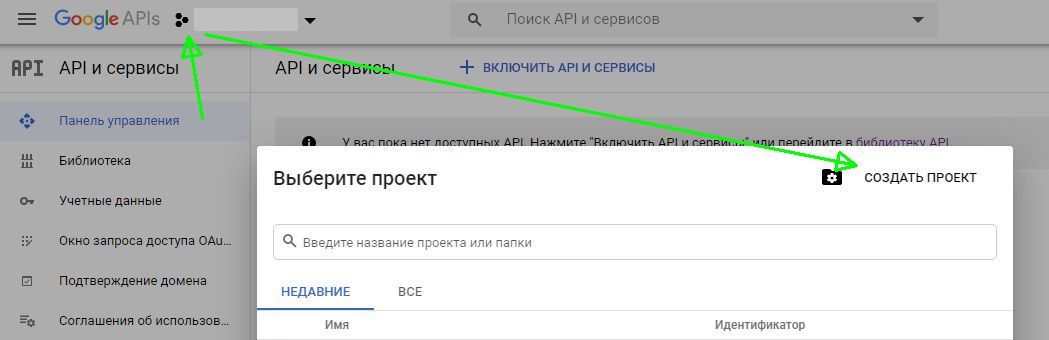 Google APIs
Поиск API и сервисов
API API и сервисы
API и сервисы
+ ВКЛЮЧИТЬ API И СЕРВИСЫ
Панель управления
У вас пока нет доступных API. Нажмите "Включить API и сервисы" или перейдите в библиотеку API
Библиотека
Учетные данные
Окно запроса доступа OAu...
Подтверждение домена
Соглашения об использов...
Выберите проект
СОЗДАТЬ ПРОЕКТ
Введите название проекта или папки
НЕДАВНИЕ ВСЕ
Имя Идентификатор